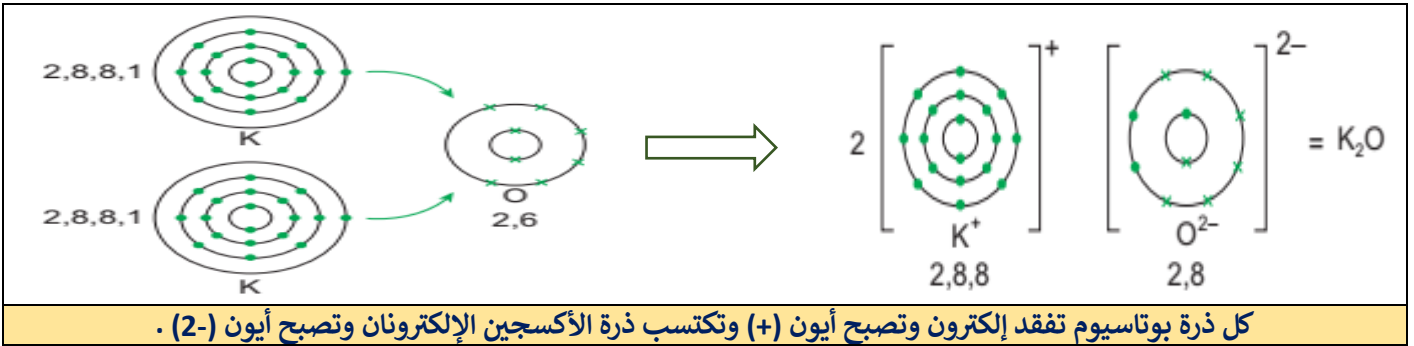 2,8,8,1
K
2,8,8,1
K
O
2,6
2 [ ]⁺ [ ]²⁻ = K₂O
K⁺
2,8,8
O²⁻
2,8
كل ذرة بوتاسيوم تفقد إلكترون وتصبح أيون (+) وتكتسب ذرة الأكسجين الإلكترونان وتصبح أيون (2-) .